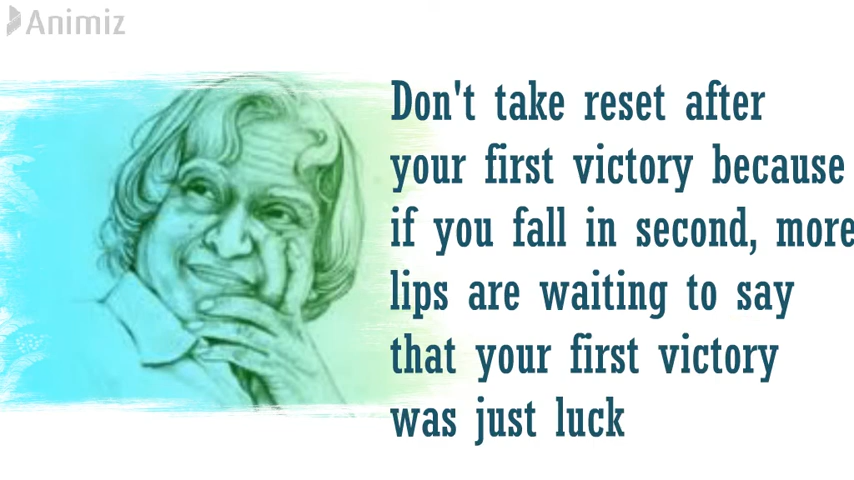 Animiz
Don't take reset after
your first victory because
if you fall in second, more
lips are waiting to say
that your first victory
was just luck